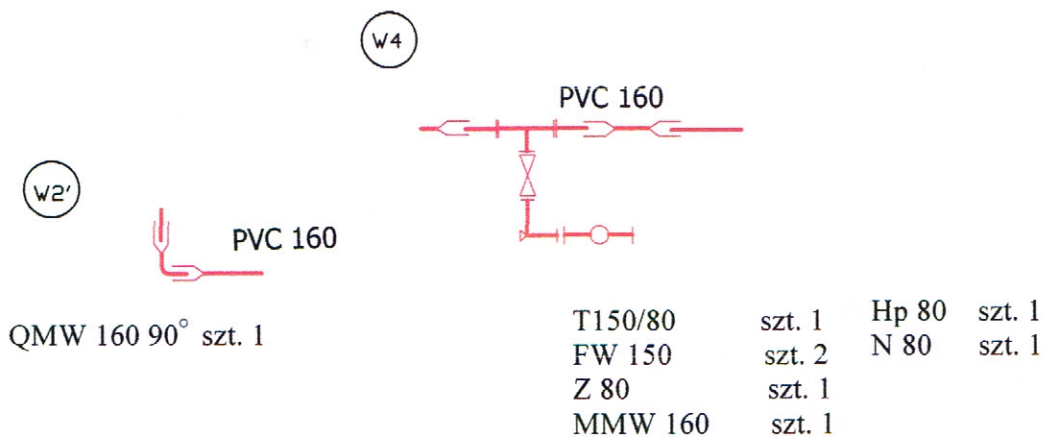 W4
PVC 160
W2'
PVC 160
QMW 160 90° szt. 1
T150/80 szt. 1
FW 150 szt. 2
Z 80 szt. 1
MMW 160 szt. 1
Hp 80 szt. 1
N 80 szt. 1